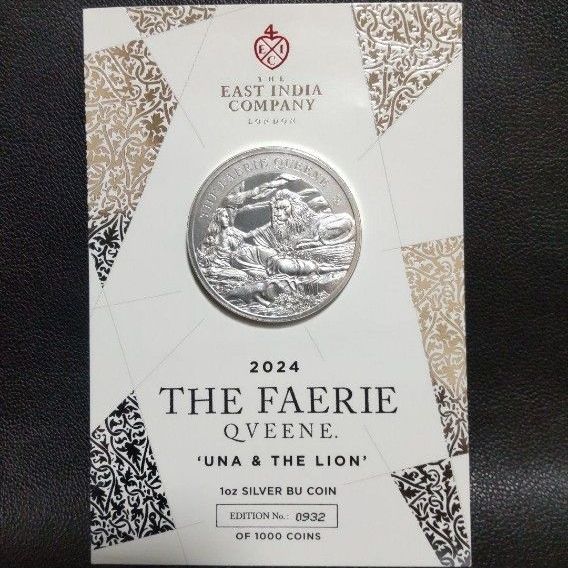 4
E I C
THE
EAST INDIA
COMPANY
LONDON
THE FAERIE QUEENE
2024
THE FAERIE
QVEENE.
'UNA & THE LION'
1oz SILVER BU COIN
EDITION No.: 0932
OF 1000 COINS